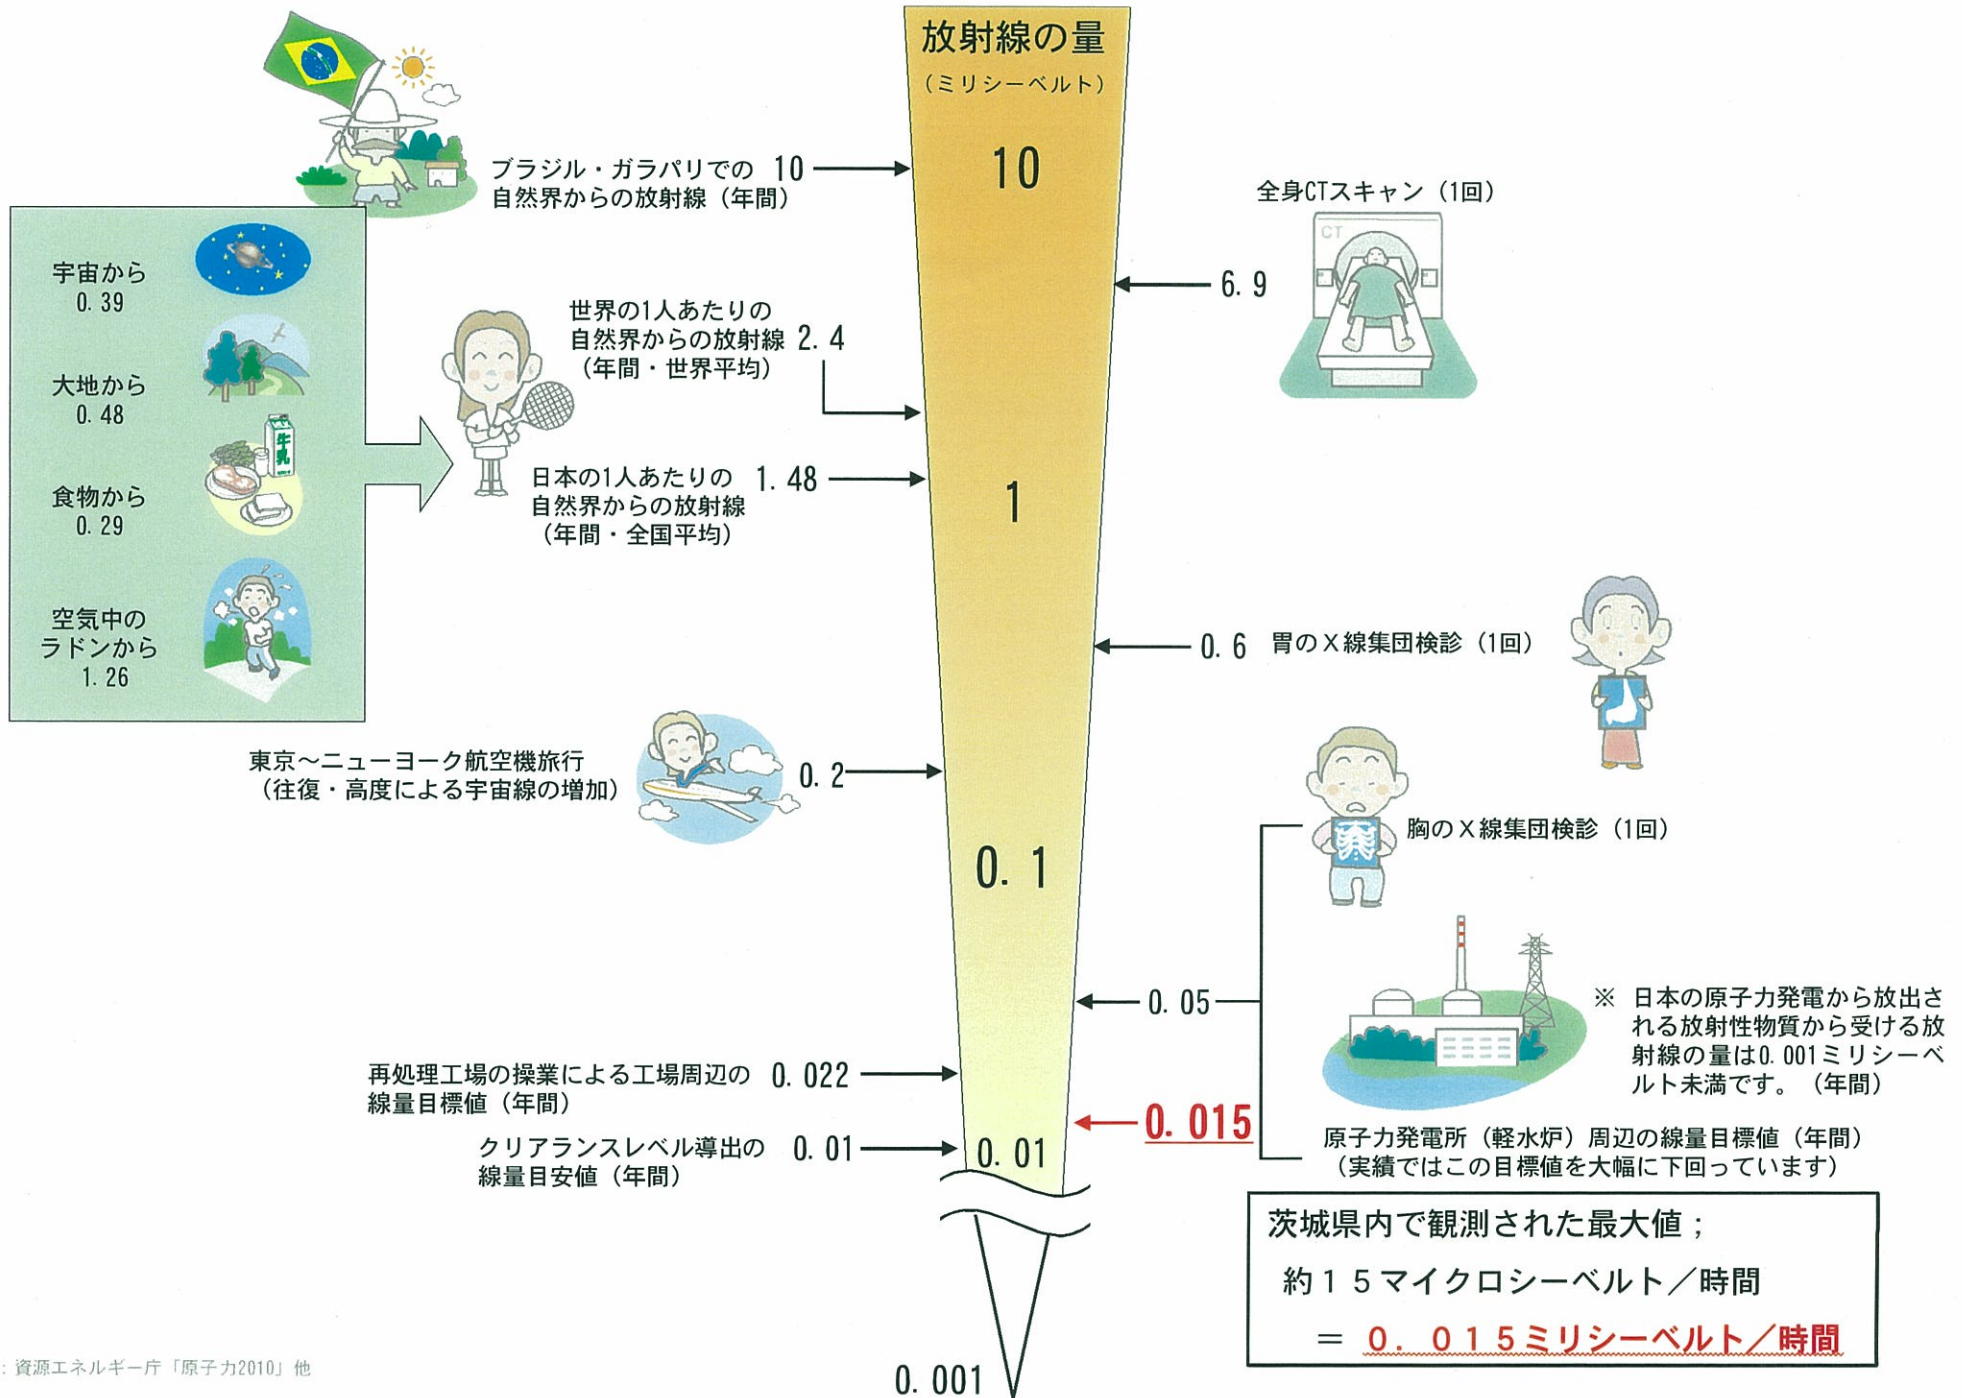 放射線の量
(ミリシーベルト)
10
1
0.1
0.01
0.001
ブラジル・ガラパリでの 10
自然界からの放射線(年間)
宇宙から
0.39
大地から
0.48
食物から
0.29
空気中の
ラドンから
1.26
牛乳
世界の1人あたりの
自然界からの放射線 2.4
(年間・世界平均)
日本の1人あたりの 1.48
自然界からの放射線
(年間・全国平均)
東京〜ニューヨーク航空機旅行
(往復・高度による宇宙線の増加)
0.2
再処理工場の操業による工場周辺の 0.022
線量目標値(年間)
クリアランスレベル導出の 0.01
線量目安値(年間)
全身CTスキャン(1回)
CT
6.9
0.6 胃のX線集団検診(1回)
胸のX線集団検診(1回)
0.05
※ 日本の原子力発電から放出さ
れる放射性物質から受ける放
射線の量は0.001ミリシーベ
ルト未満です。(年間)
0.015
原子力発電所(軽水炉)周辺の線量目標値(年間)
(実績ではこの目標値を大幅に下回っています)
茨城県内で観測された最大値;
約15マイクロシーベルト/時間
= 0.015ミリシーベルト/時間
: 資源エネルギー庁「原子力2010」他